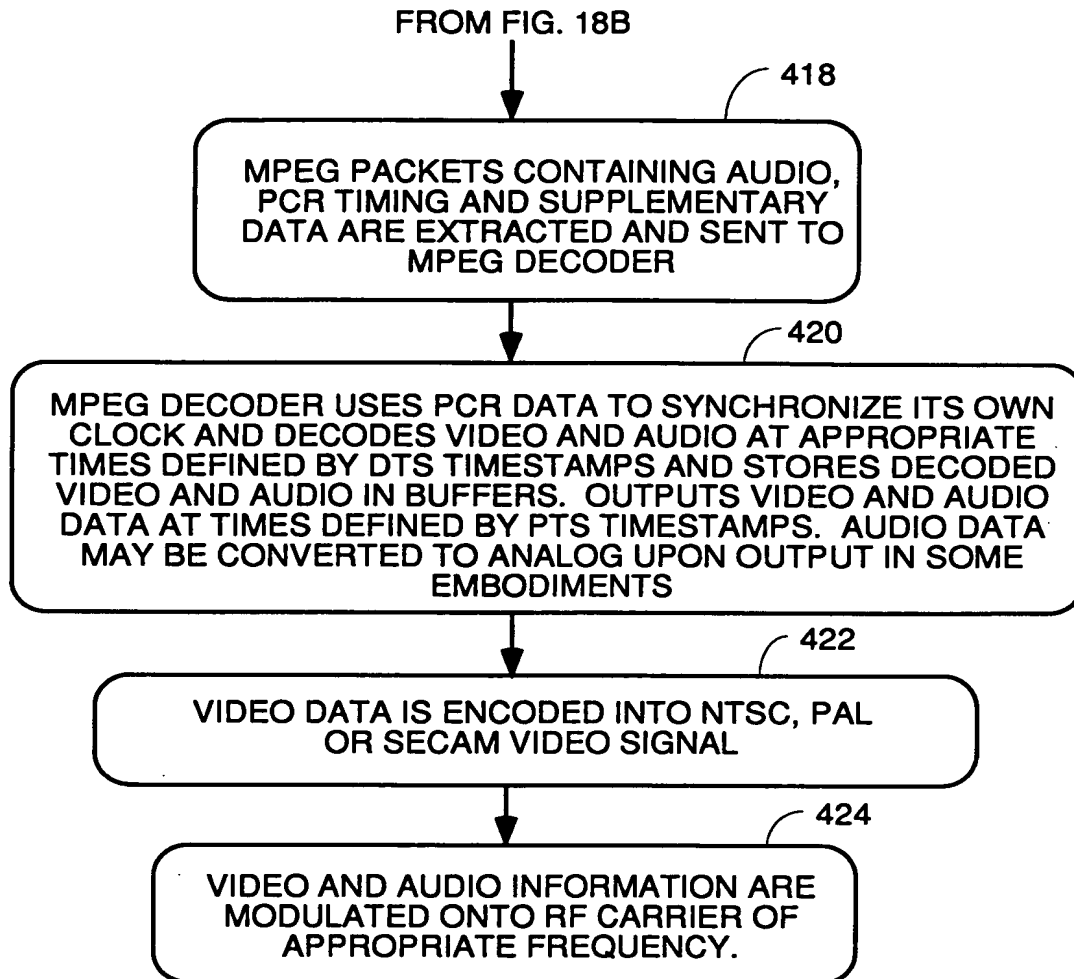 FROM FIG. 18B
418
MPEG PACKETS CONTAINING AUDIO,
PCR TIMING AND SUPPLEMENTARY
DATA ARE EXTRACTED AND SENT TO
MPEG DECODER
420
MPEG DECODER USES PCR DATA TO SYNCHRONIZE ITS OWN
CLOCK AND DECODES VIDEO AND AUDIO AT APPROPRIATE
TIMES DEFINED BY DTS TIMESTAMPS AND STORES DECODED
VIDEO AND AUDIO IN BUFFERS. OUTPUTS VIDEO AND AUDIO
DATA AT TIMES DEFINED BY PTS TIMESTAMPS. AUDIO DATA
MAY BE CONVERTED TO ANALOG UPON OUTPUT IN SOME
EMBODIMENTS
422
VIDEO DATA IS ENCODED INTO NTSC, PAL
OR SECAM VIDEO SIGNAL
424
VIDEO AND AUDIO INFORMATION ARE
MODULATED ONTO RF CARRIER OF
APPROPRIATE FREQUENCY.